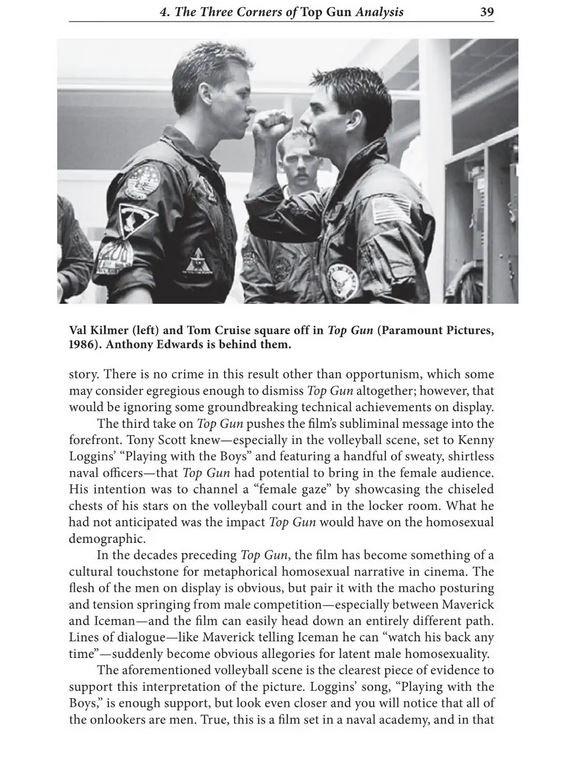 4. The Three Corners of Top Gun Analysis 39
Val Kilmer (left) and Tom Cruise square off in Top Gun (Paramount Pictures,
1986). Anthony Edwards is behind them.
story. There is no crime in this result other than opportunism, which some
may consider egregious enough to dismiss Top Gun altogether; however, that
would be ignoring some groundbreaking technical achievements on display.
The third take on Top Gun pushes the film's subliminal message into the
forefront. Tony Scott knew—especially in the volleyball scene, set to Kenny
Loggins' "Playing with the Boys" and featuring a handful of sweaty, shirtless
naval officers—that Top Gun had potential to bring in the female audience.
His intention was to channel a "female gaze" by showcasing the chiseled
chests of his stars on the volleyball court and in the locker room. What he
had not anticipated was the impact Top Gun would have on the homosexual
demographic.
In the decades preceding Top Gun, the film has become something of a
cultural touchstone for metaphorical homosexual narrative in cinema. The
flesh of the men on display is obvious, but pair it with the macho posturing
and tension springing from male competition—especially between Maverick
and Iceman—and the film can easily head down an entirely different path.
Lines of dialogue—like Maverick telling Iceman he can "watch his back any
time"—suddenly become obvious allegories for latent male homosexuality.
The aforementioned volleyball scene is the clearest piece of evidence to
support this interpretation of the picture. Loggins' song, "Playing with the
Boys," is enough support, but look even closer and you will notice that all of
the onlookers are men. True, this is a film set in a naval academy, and in that